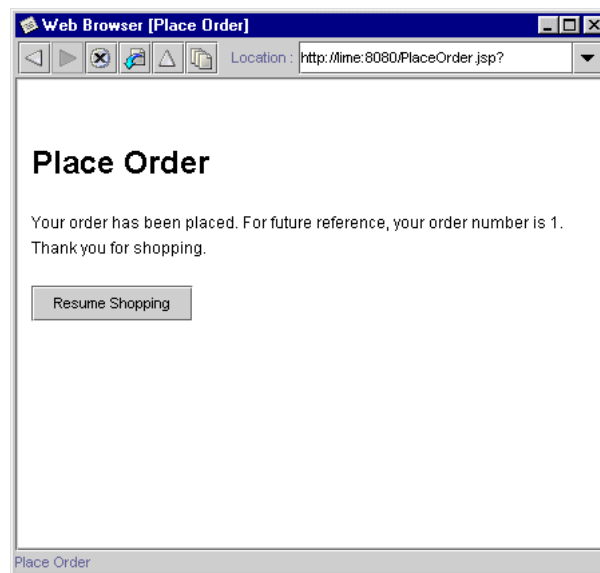 Web Browser [Place Order]
Location : http://lime:8080/PlaceOrder.jsp?
Place Order
Your order has been placed. For future reference, your order number is 1.
Thank you for shopping.
Resume Shopping
Place Order